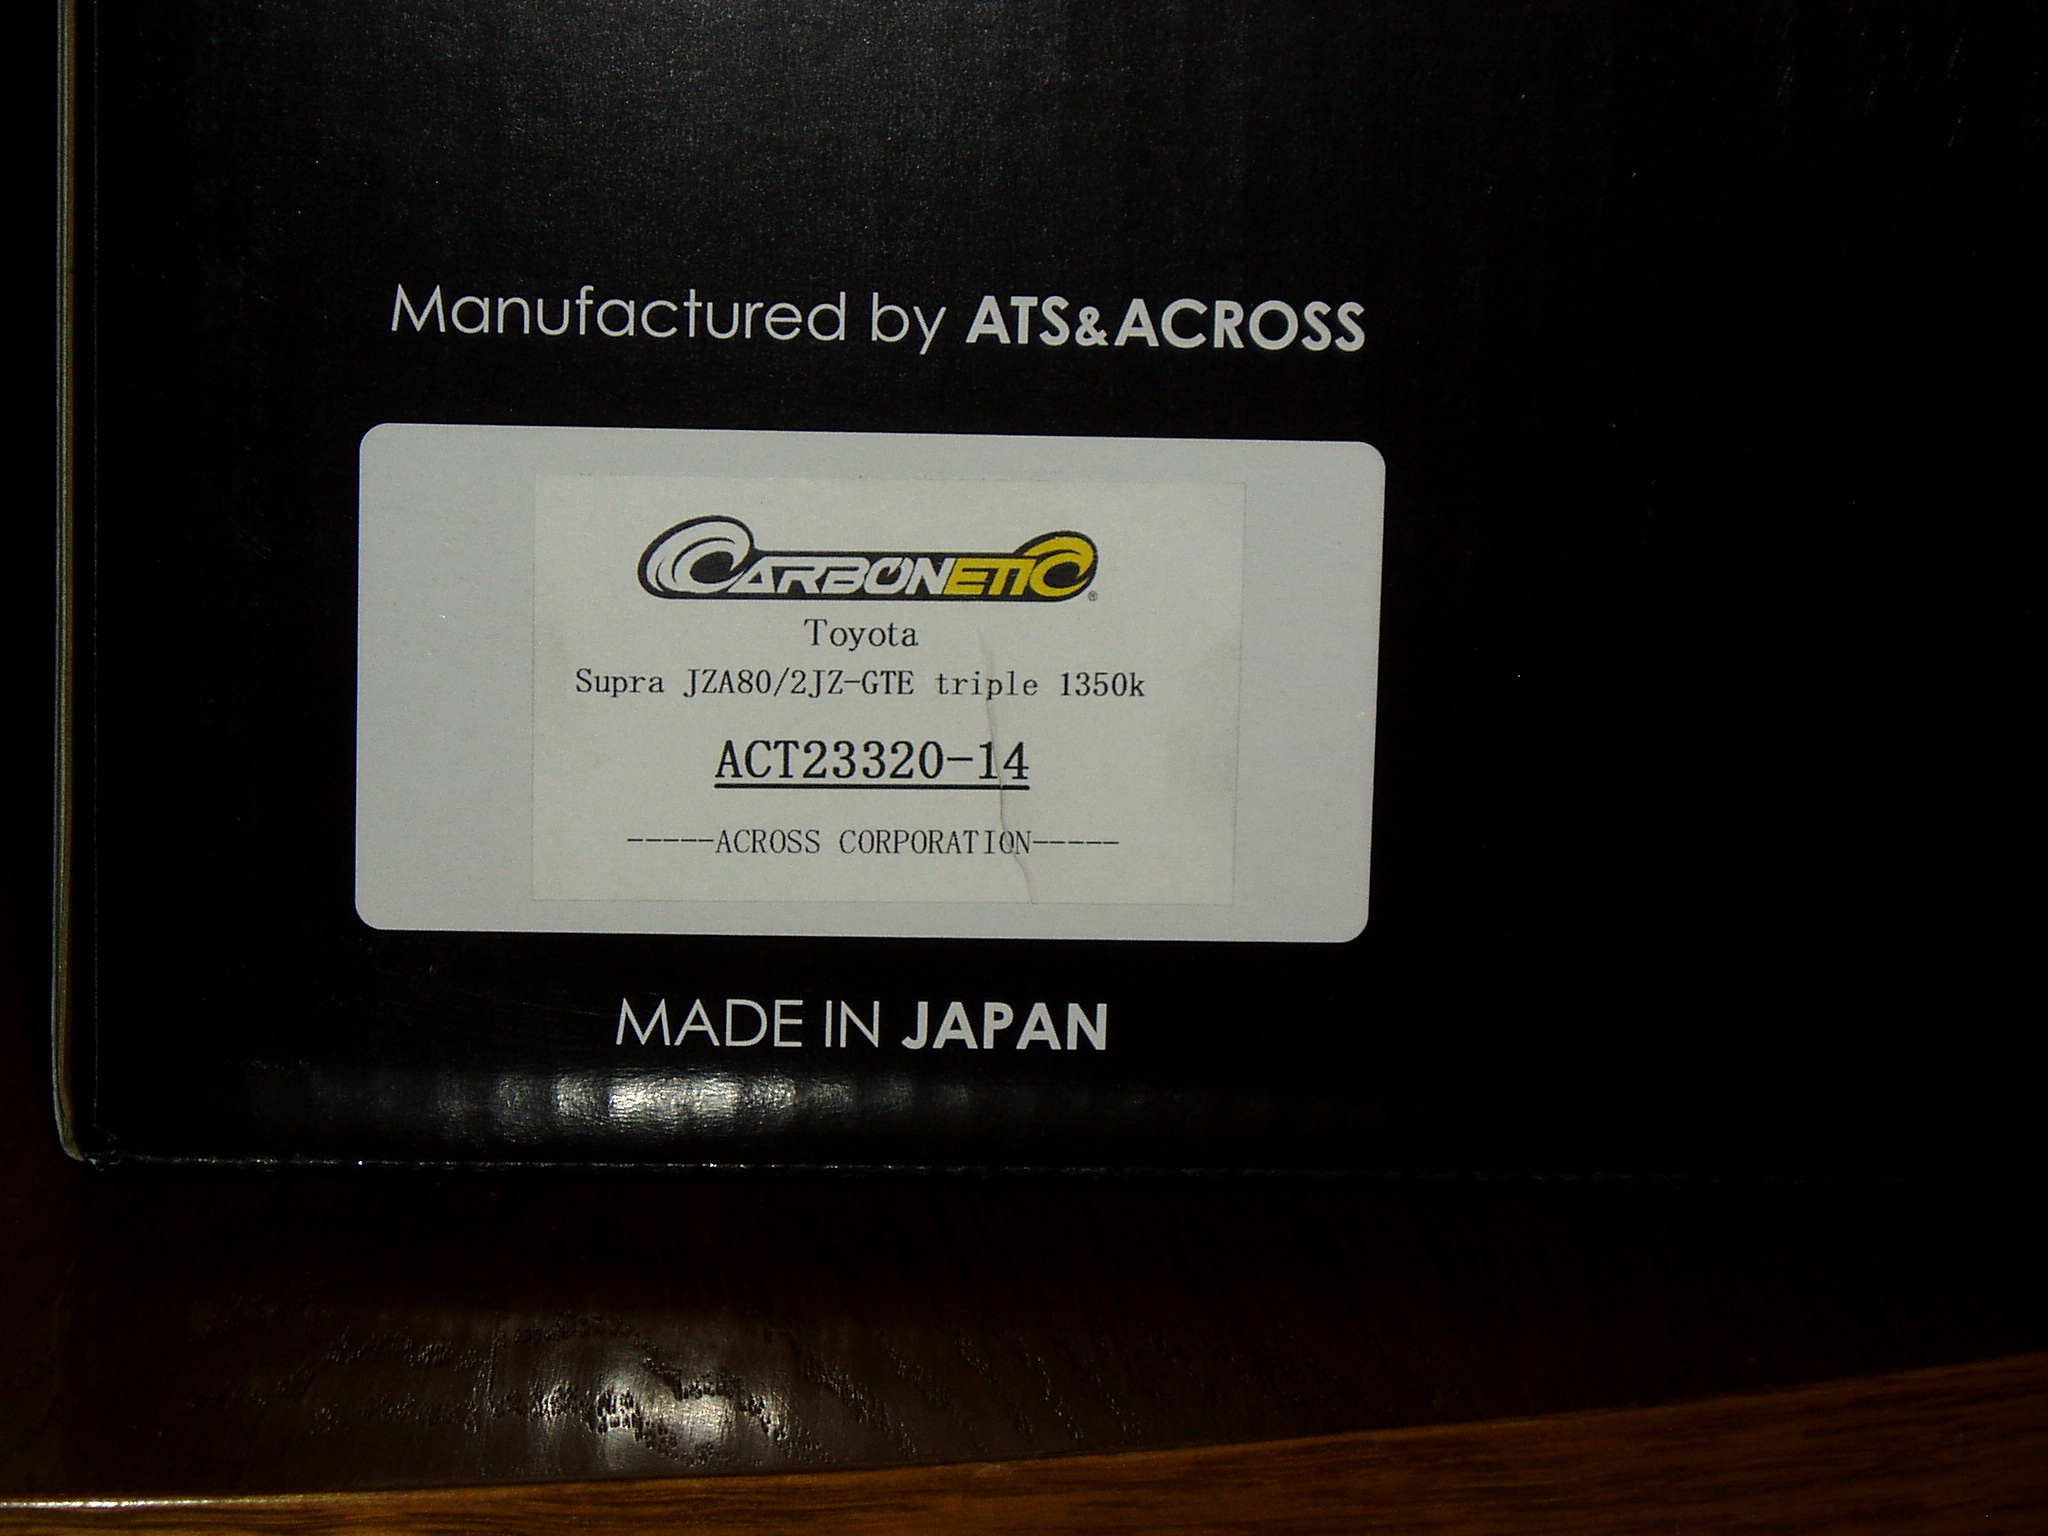 Manufactured by ATS&ACROSS
CARBONETIC®
Toyota
Supra JZA80/2JZ-GTE triple 1350k
ACT23320-14
-----ACROSS CORPORATION-----
MADE IN JAPAN